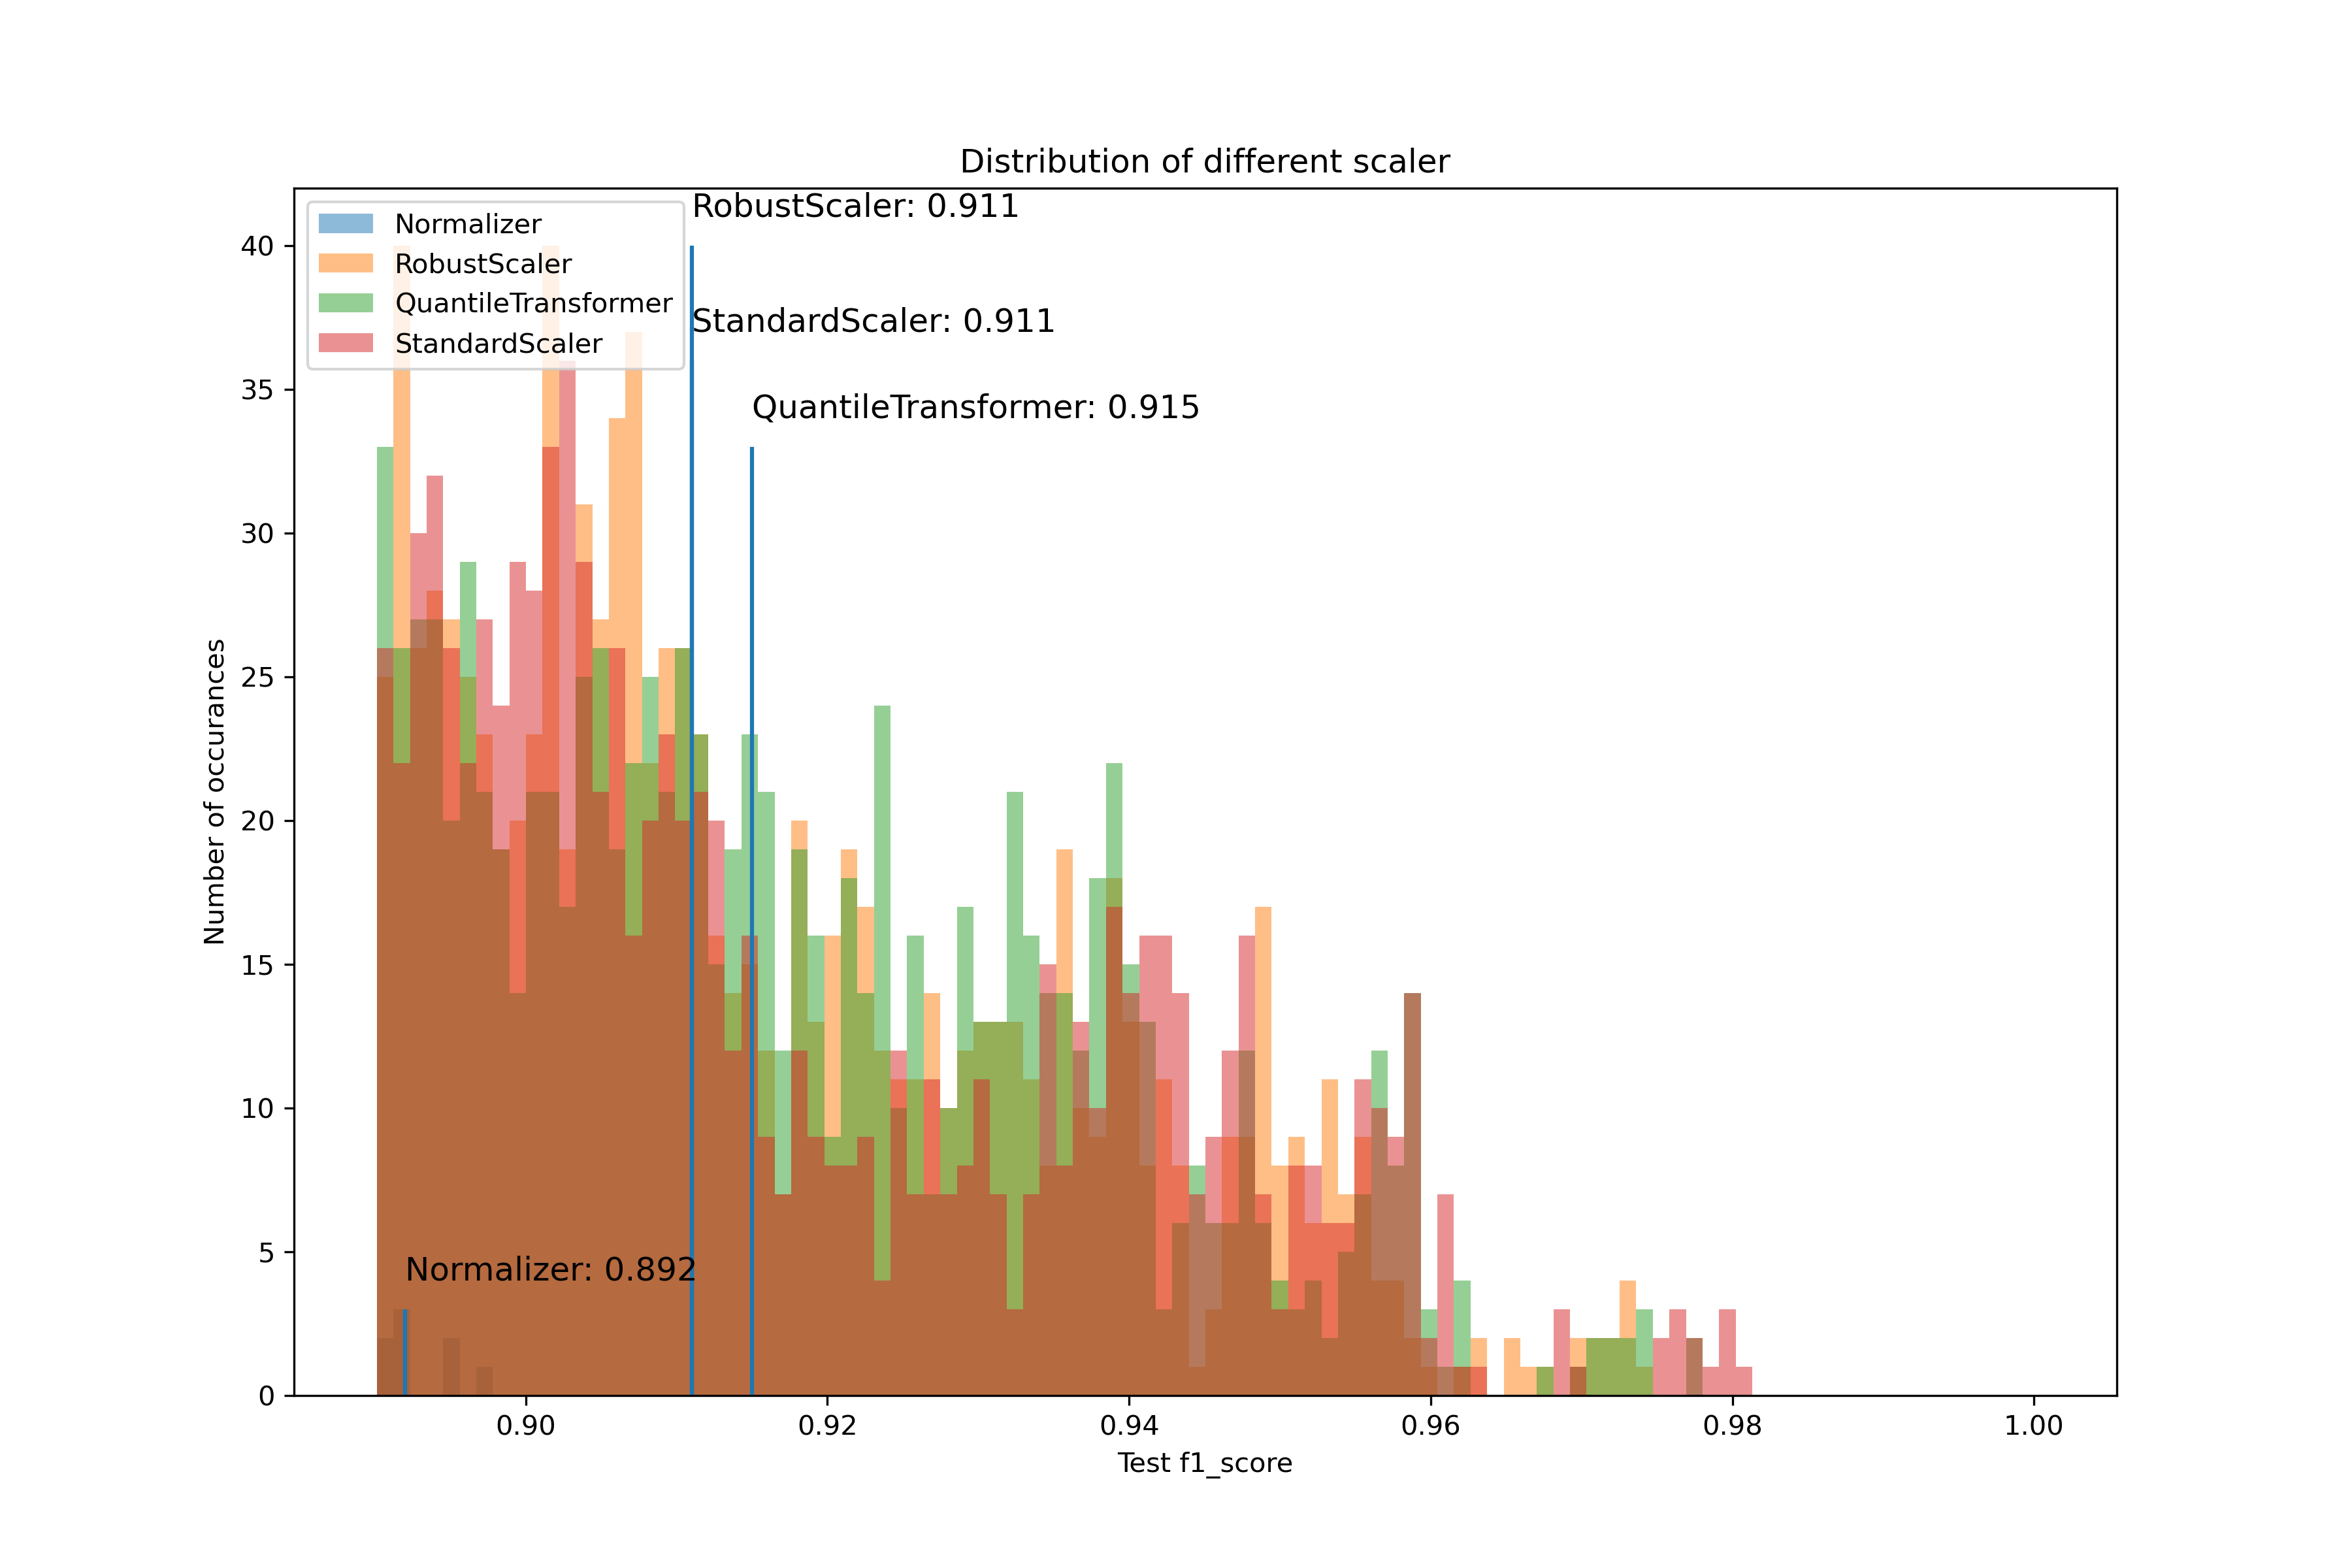 Distribution of different scaler
RobustScaler: 0.911
StandardScaler: 0.911
QuantileTransformer: 0.915
Normalizer: 0.892
Normalizer
RobustScaler
QuantileTransformer
StandardScaler
Number of occurances
40
35
30
25
20
15
10
5
0
0.90 0.92 0.94 0.96 0.98 1.00
Test f1_score